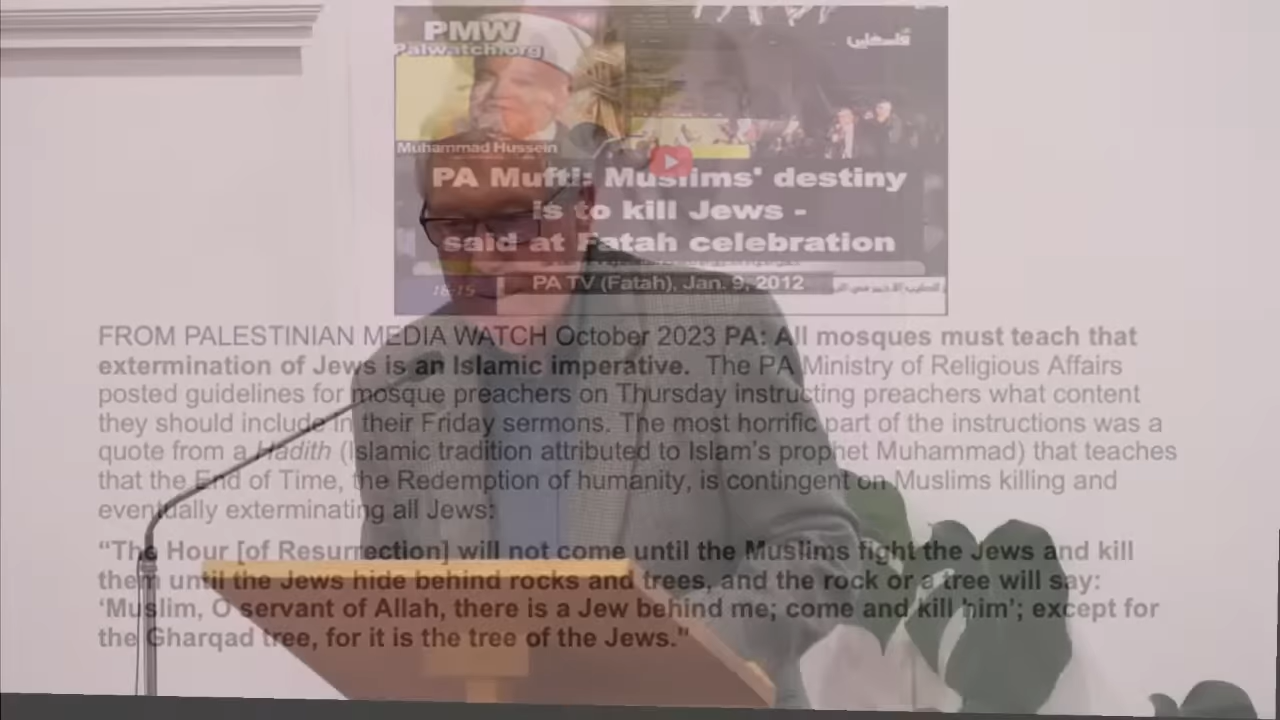 PMW
Palwatch.org
فلسطين
Muhammad Hussein
PA Mufti: Muslims' destiny
is to kill Jews -
said at Fatah celebration
16:15
PA TV (Fatah), Jan. 9, 2012
FROM PALESTINIAN MEDIA WATCH October 2023 PA: All mosques must teach that
extermination of Jews is an Islamic imperative. The PA Ministry of Religious Affairs
posted guidelines for mosque preachers on Thursday instructing preachers what content
they should include in their Friday sermons. The most horrific part of the instructions was a
quote from a Hadith (Islamic tradition attributed to Islam's prophet Muhammad) that teaches
that the End of Time, the Redemption of humanity, is contingent on Muslims killing and
eventually exterminating all Jews:
“The Hour [of Resurrection] will not come until the Muslims fight the Jews and kill
them until the Jews hide behind rocks and trees, and the rock or a tree will say:
‘Muslim, O servant of Allah, there is a Jew behind me; come and kill him’; except for
the Gharqad tree, for it is the tree of the Jews."